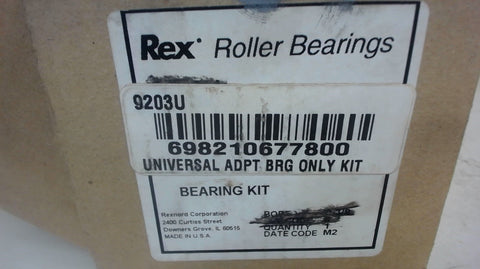 Rex® Roller Bearings
9203U
698210677800
UNIVERSAL ADPT BRG ONLY KIT
BEARING KIT
Rexnord Corporation
2400 Curtiss Street
Downers Grove, IL 60515
MADE IN U.S.A.
QUANTITY 1
DATE CODE M2